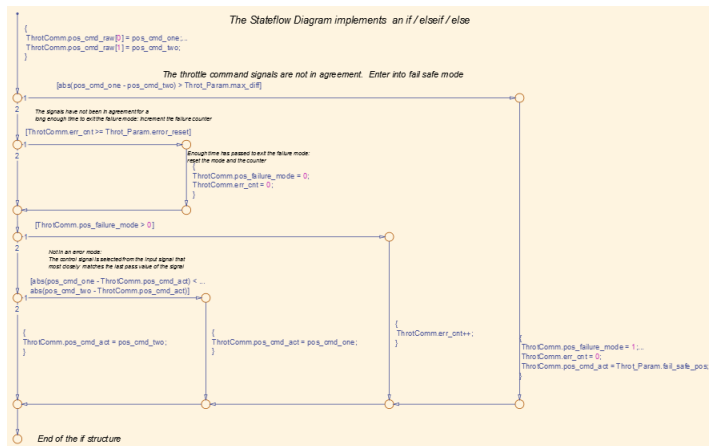 The Stateflow Diagram implements an if / elseif / else
{
ThrotComm.pos_cmd_raw[0] = pos_cmd_one;...
ThrotComm.pos_cmd_raw[1] = pos_cmd_two;
}
The throttle command signals are not in agreement. Enter into fail safe mode
[abs(pos_cmd_one - pos_cmd_two) > Throt_Param.max_diff]
1
2
The signals have not been in agreement for a
long enough time to exit the failure mode: Increment the failure counter
[ThrotComm.err_cnt >= Throt_Param.error_reset]
1
2
Enough time has passed to exit the failure mode:
reset the mode and the counter
{
ThrotComm.pos_failure_mode = 0;
ThrotComm.err_cnt = 0;
}
[ThrotComm.pos_failure_mode > 0]
1
2
Not in an error mode:
The control signal is selected from the input signal that
most closely matches the last pass value of the signal
[abs(pos_cmd_one - ThrotComm.pos_cmd_act) < ...
abs(pos_cmd_two - ThrotComm.pos_cmd_act)]
1
2
{
ThrotComm.pos_cmd_act = pos_cmd_two;
}
{
ThrotComm.pos_cmd_act = pos_cmd_one;
}
{
ThrotComm.err_cnt++;
}
{
ThrotComm.pos_failure_mode = 1;...
ThrotComm.err_cnt = 0;
ThrotComm.pos_cmd_act = Throt_Param.fail_safe_pos;
}
End of the if structure